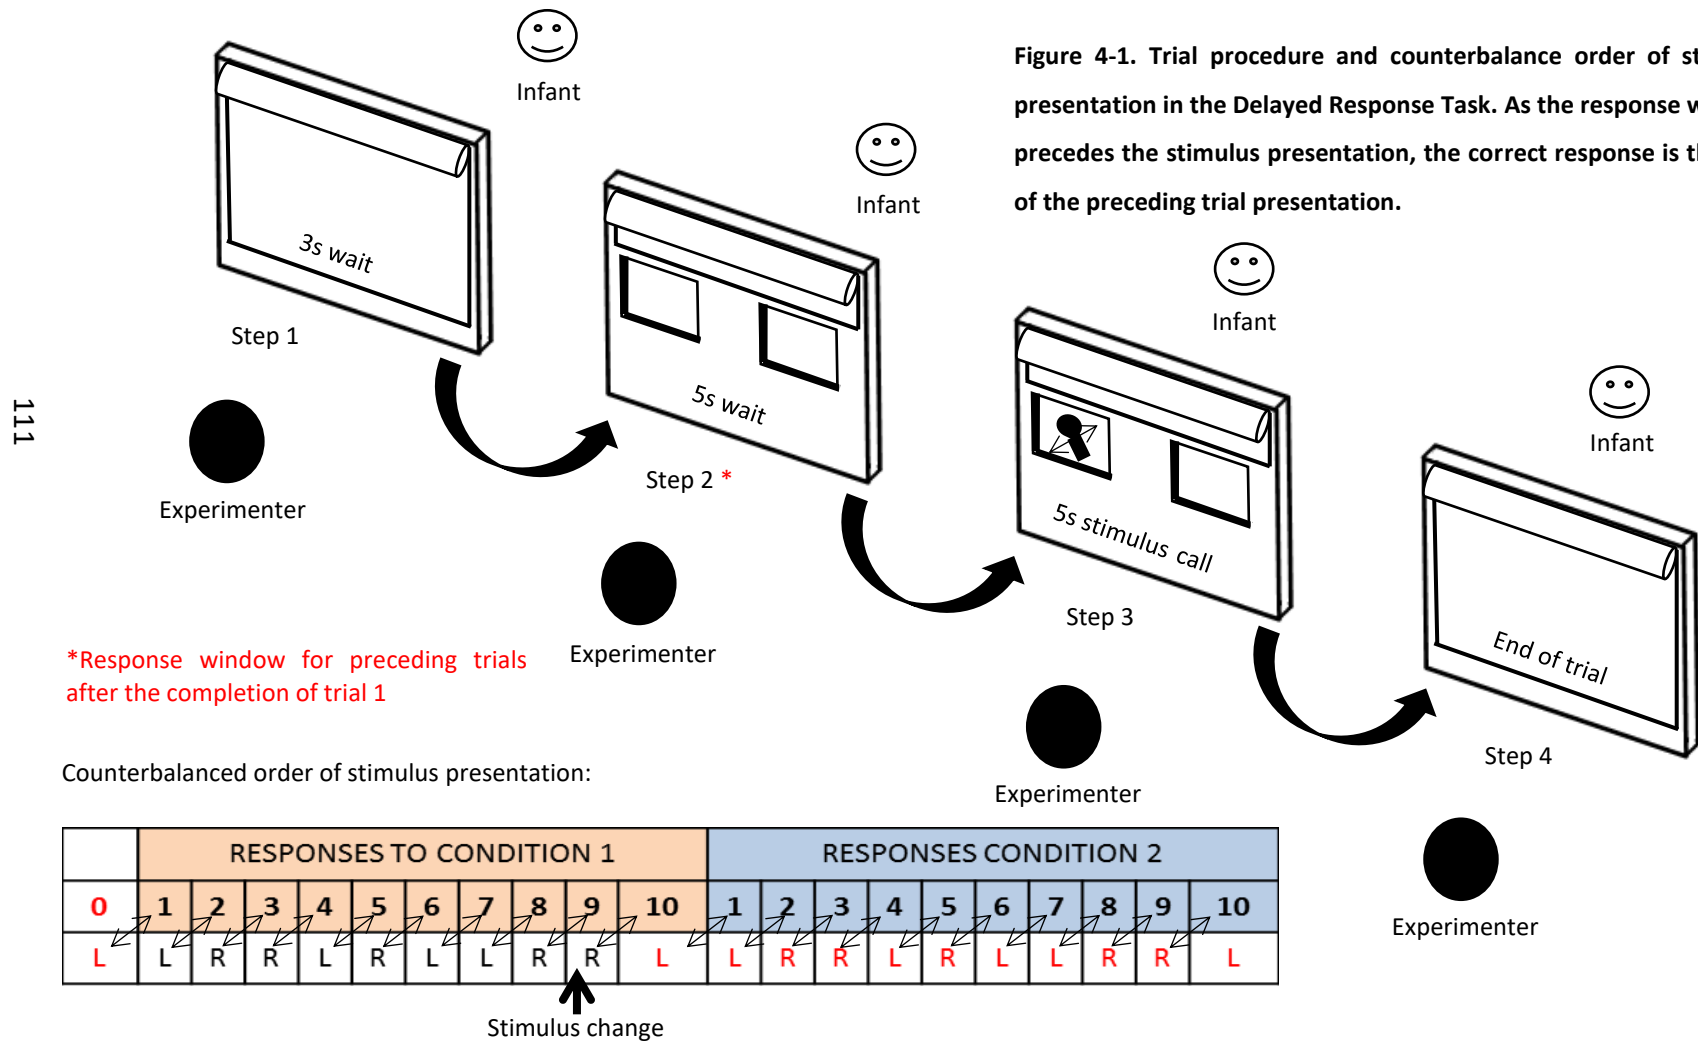 Infant
Figure 4-1. Trial procedure and counterbalance order of
presentation in the Delayed Response Task. As the response
precedes the stimulus presentation, the correct response is
of the preceding trial presentation.
3s wait
Step 1
Experimenter
Infant
5s wait
Step 2 *
Experimenter
Infant
5s stimulus call
Step 3
Experimenter
Infant
End of trial
Step 4
Experimenter
111
*Response window for preceding trials
after the completion of trial 1
Counterbalanced order of stimulus presentation:
RESPONSES TO CONDITION 1 RESPONSES CONDITION 2
0 1 2 3 4 5 6 7 8 9 10 1 2 3 4 5 6 7 8 9 10
L L R R L R L L R R L L R R L R L L R R L
Stimulus change